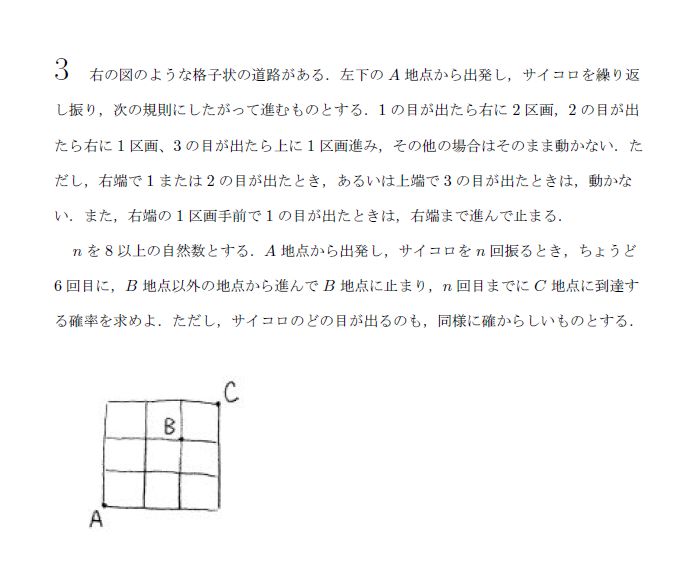 3 右の図のような格子状の道路がある．左下の A 地点から出発し，サイコロを繰り返
し振り，次の規則にしたがって進むものとする．1 の目が出たら右に 2 区画，2 の目が出
たら右に 1 区画、3 の目が出たら上に 1 区画進み，その他の場合はそのまま動かない．た
だし，右端で 1 または 2 の目が出たとき，あるいは上端で 3 の目が出たときは，動かな
い．また，右端の 1 区画手前で 1 の目が出たときは，右端まで進んで止まる．
n を 8 以上の自然数とする．A 地点から出発し，サイコロを n 回振るとき，ちょうど
6 回目に，B 地点以外の地点から進んで B 地点に止まり，n 回目までに C 地点に到達す
る確率を求めよ．ただし，サイコロのどの目が出るのも，同様に確からしいものとする．
C
B
A